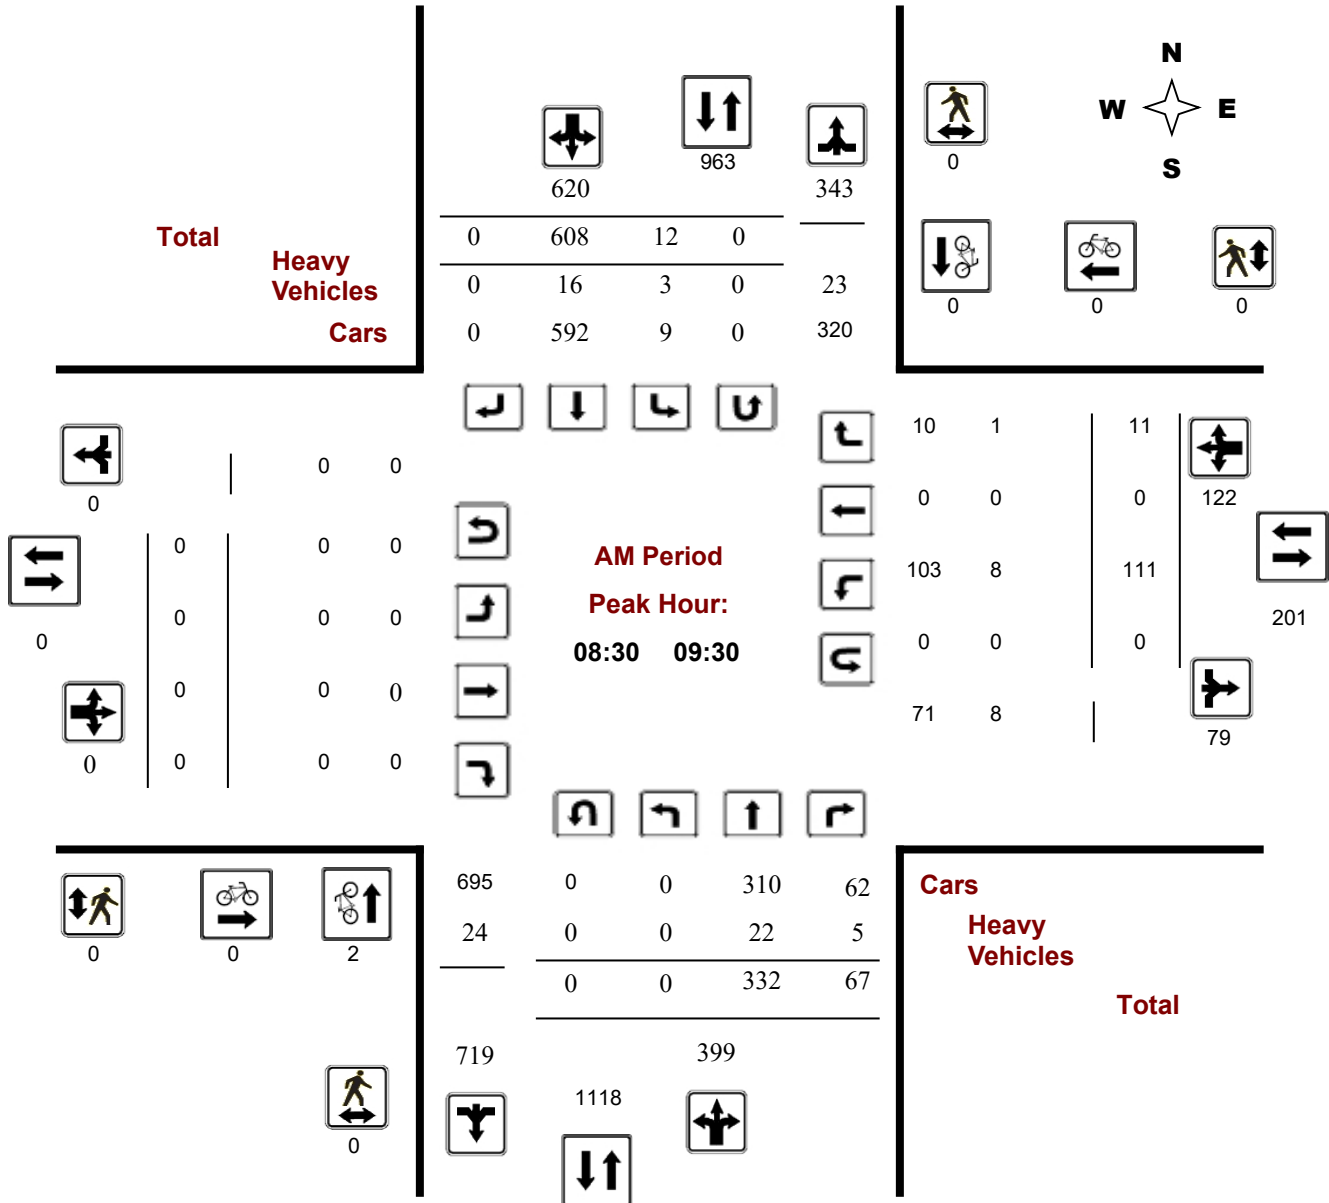 N
W E
S
963
0
620 343
Total
0 608 12 0
Heavy
Vehicles
0 16 3 0 23
0 0 0
Cars
0 592 9 0 320
10 1 11
0 0
0
0 0 0 122
0 0 0
AM Period
103 8 111
Peak Hour:
0 0 0
201
0
0 0 0
08:30 09:30
0 0 0
71 8
79
0 0 0 0
695 0 0 310 62
Cars
24 0 0 22 5
Heavy
Vehicles
0 0 2
0 0 332 67
Total
719 399
1118
0